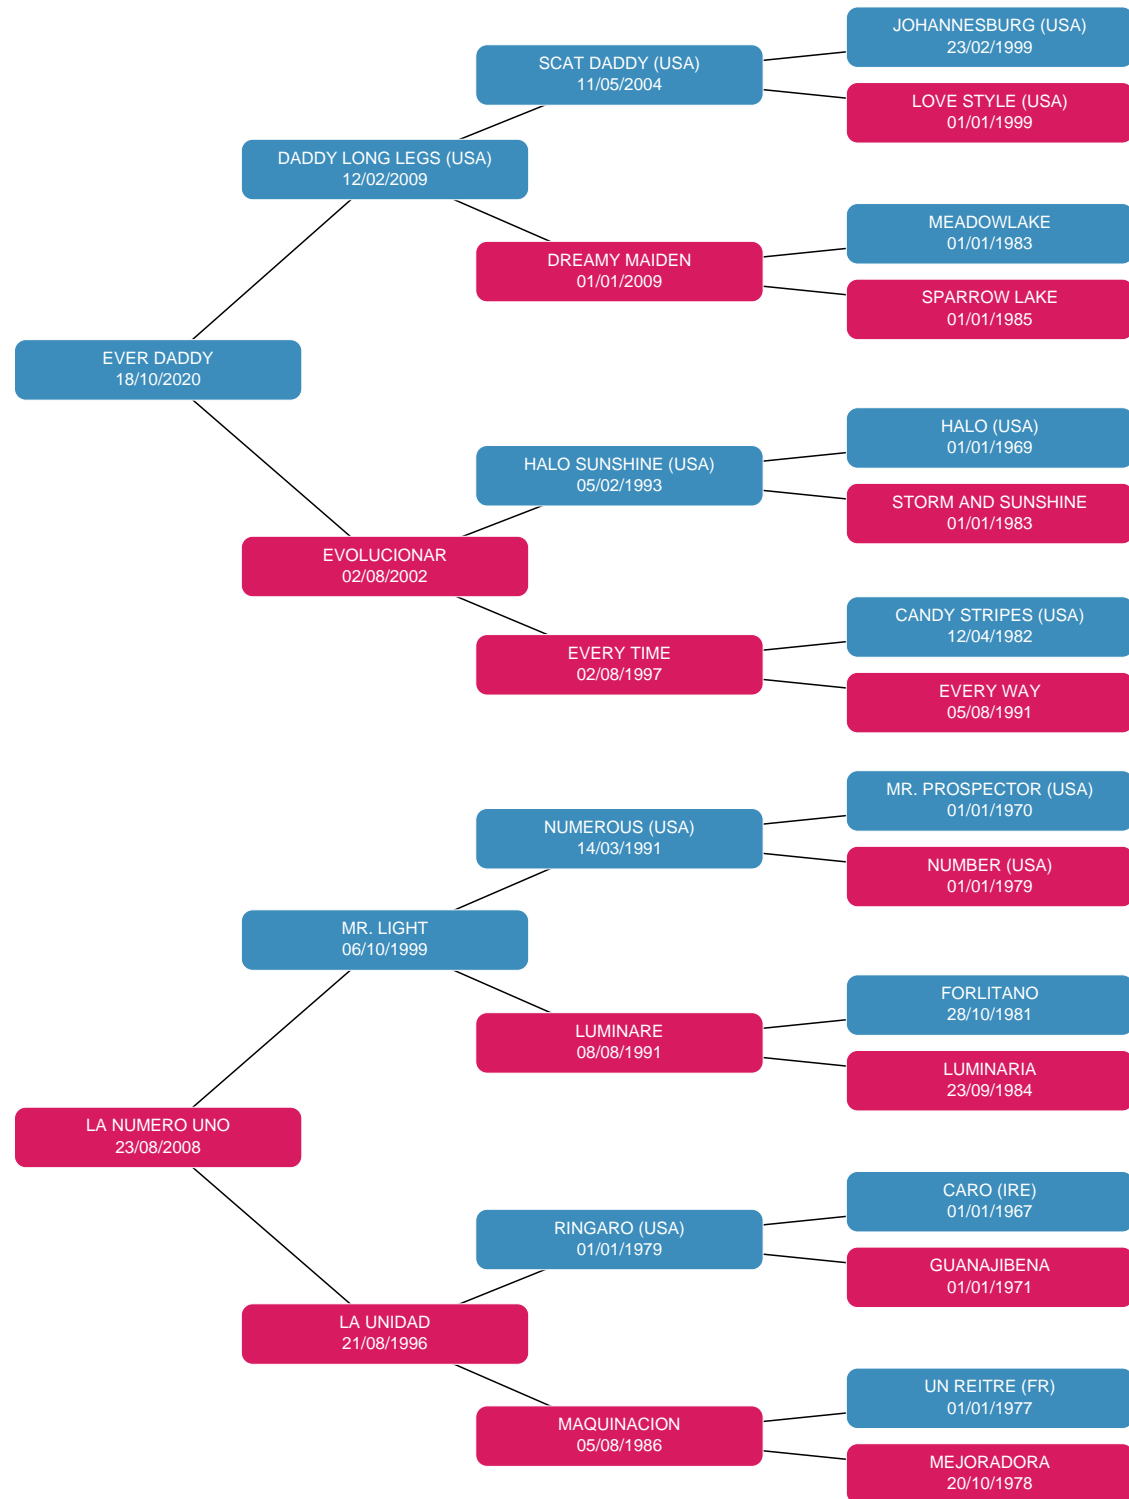 JOHANNESBURG (USA)
23/02/1999
SCAT DADDY (USA)
11/05/2004
LOVE STYLE (USA)
01/01/1999
DADDY LONG LEGS (USA)
12/02/2009
MEADOWLAKE
01/01/1983
DREAMY MAIDEN
01/01/2009
SPARROW LAKE
01/01/1985
EVER DADDY
18/10/2020
HALO (USA)
01/01/1969
HALO SUNSHINE (USA)
05/02/1993
STORM AND SUNSHINE
01/01/1983
EVOLUCIONAR
02/08/2002
CANDY STRIPES (USA)
12/04/1982
EVERY TIME
02/08/1997
EVERY WAY
05/08/1991
MR. PROSPECTOR (USA)
01/01/1970
NUMEROUS (USA)
14/03/1991
NUMBER (USA)
01/01/1979
MR. LIGHT
06/10/1999
FORLITANO
28/10/1981
LUMINARE
08/08/1991
LUMINARIA
23/09/1984
LA NUMERO UNO
23/08/2008
CARO (IRE)
01/01/1967
RINGARO (USA)
01/01/1979
GUANAJIBENA
01/01/1971
LA UNIDAD
21/08/1996
UN REITRE (FR)
01/01/1977
MAQUINACION
05/08/1986
MEJORADORA
20/10/1978